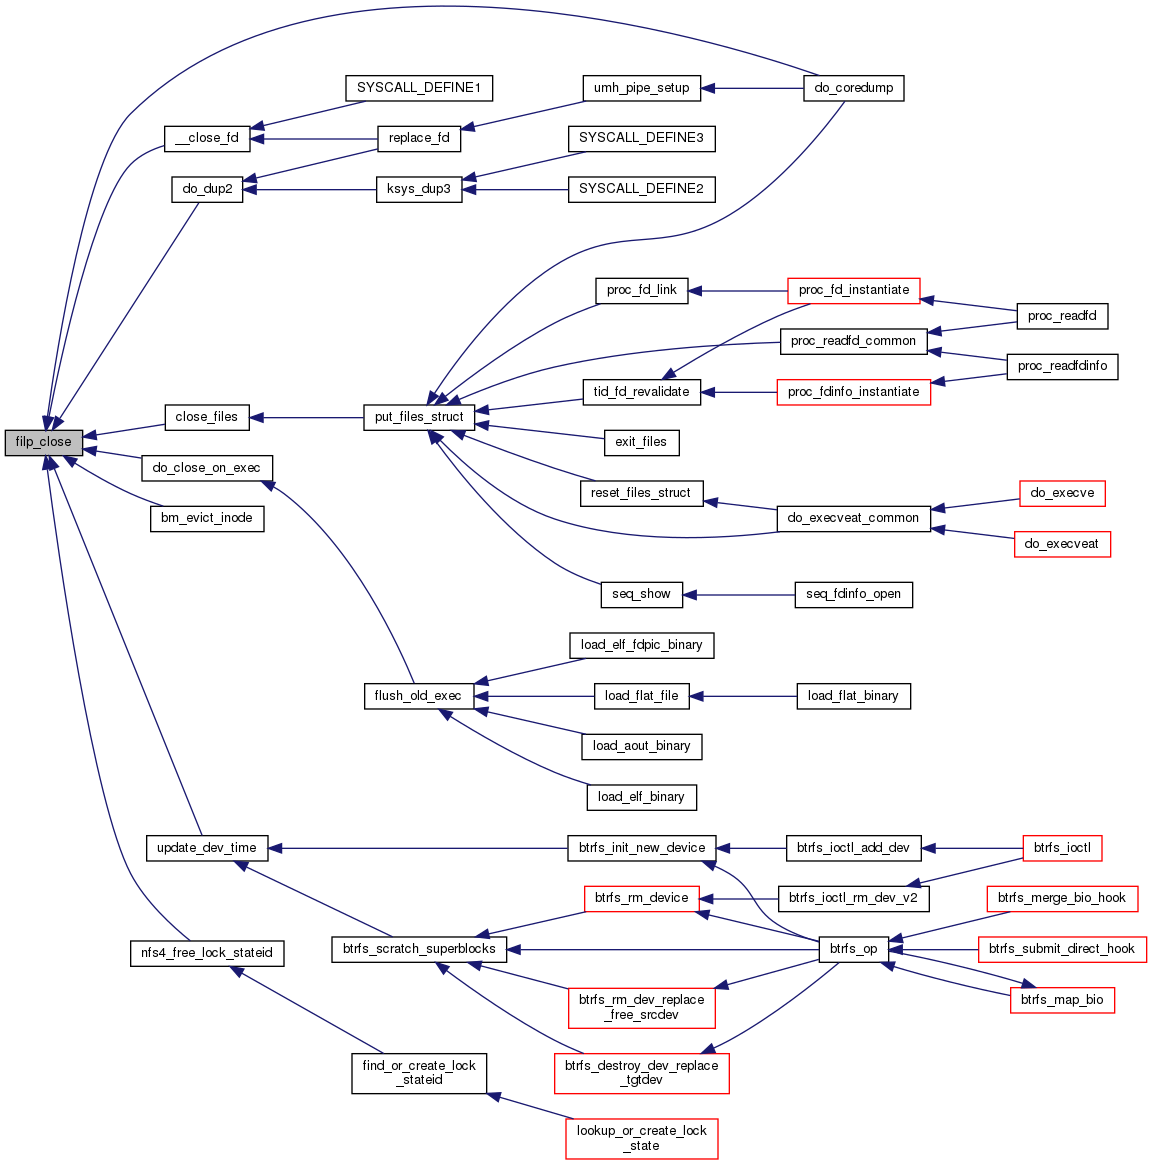 filp_close
__close_fd
do_dup2
close_files
do_close_on_exec
bm_evict_inode
update_dev_time
nfs4_free_lock_stateid
SYSCALL_DEFINE1
replace_fd
ksys_dup3
put_files_struct
flush_old_exec
btrfs_scratch_superblocks
find_or_create_lock
_stateid
umh_pipe_setup
SYSCALL_DEFINE3
SYSCALL_DEFINE2
proc_fd_link
tid_fd_revalidate
exit_files
reset_files_struct
seq_show
load_elf_fdpic_binary
load_flat_file
load_aout_binary
load_elf_binary
btrfs_init_new_device
btrfs_rm_device
btrfs_rm_dev_replace
_free_srcdev
btrfs_destroy_dev_replace
_tgtdev
lookup_or_create_lock
_state
do_coredump
proc_fd_instantiate
proc_readfd_common
proc_fdinfo_instantiate
do_execveat_common
seq_fdinfo_open
load_flat_binary
btrfs_ioctl_add_dev
btrfs_ioctl_rm_dev_v2
btrfs_op
proc_readfd
proc_readfdinfo
do_execve
do_execveat
btrfs_ioctl
btrfs_merge_bio_hook
btrfs_submit_direct_hook
btrfs_map_bio